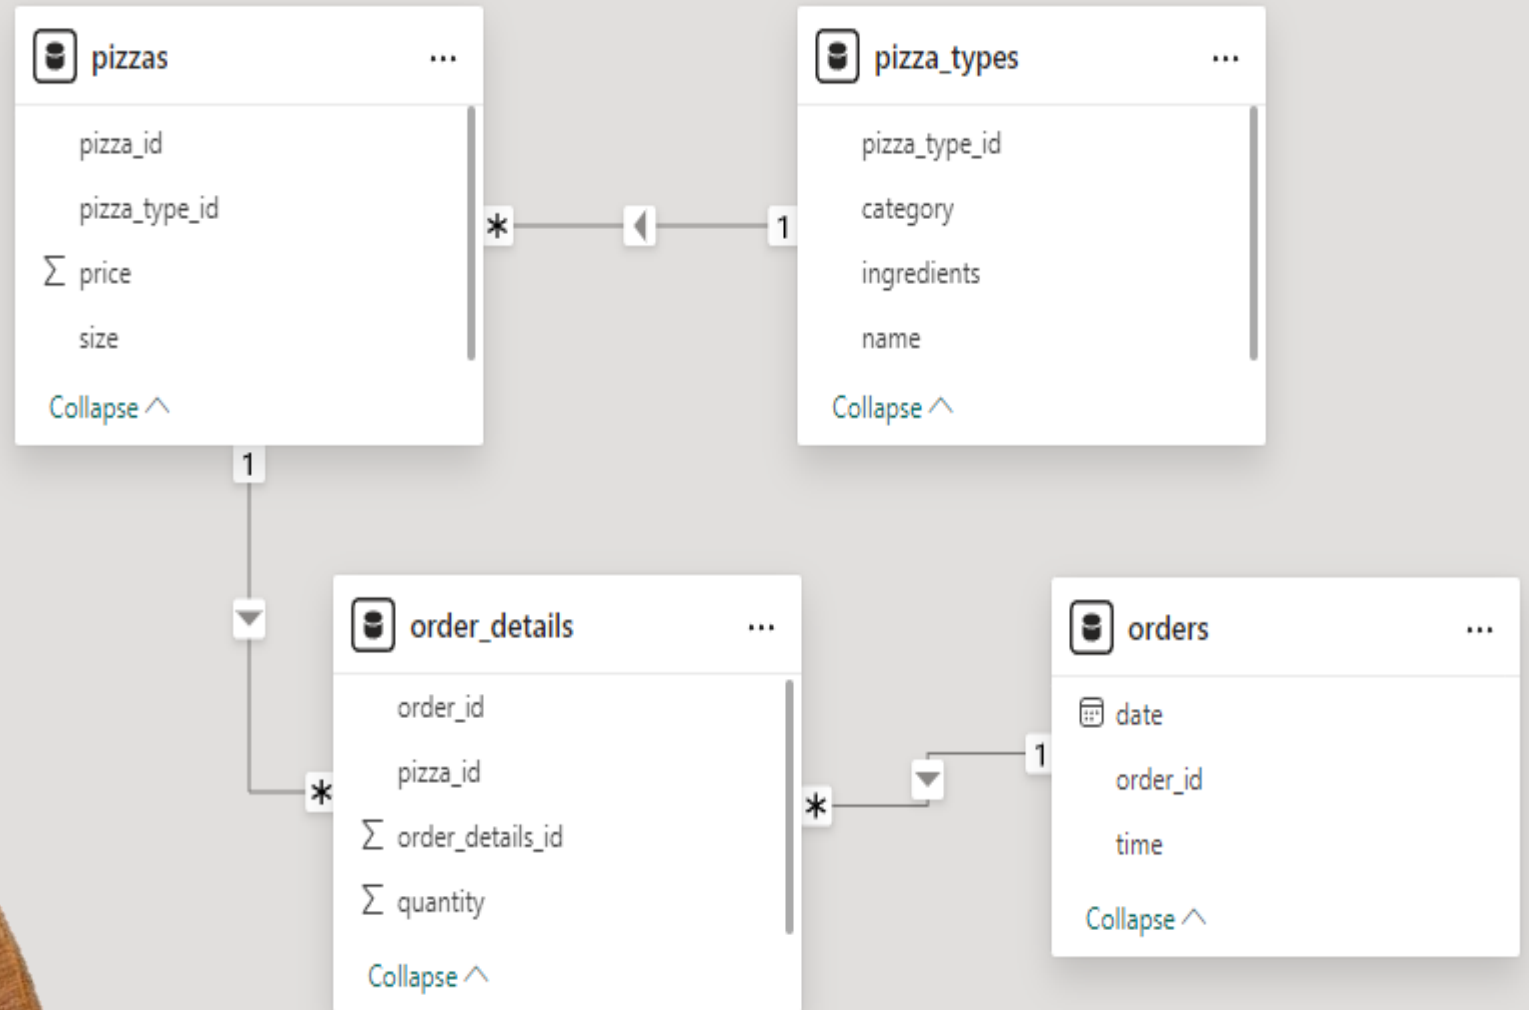 pizzas ...
pizza_id
pizza_type_id
∑ price
size
Collapse
pizza_types ...
pizza_type_id
category
ingredients
name
Collapse
* 1
1
*
order_details ...
order_id
pizza_id
∑ order_details_id
∑ quantity
Collapse
* 1
orders ...
date
order_id
time
Collapse